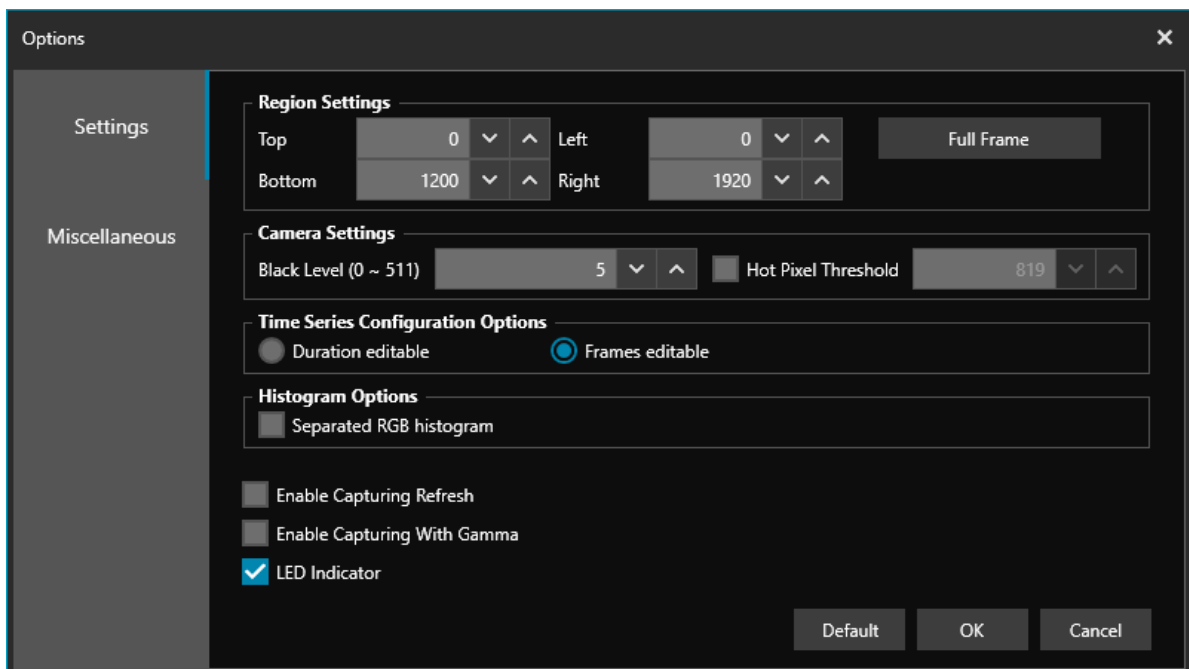 Options
Settings
Miscellaneous
Region Settings
Top 0 Left 0 Full Frame
Bottom 1200 Right 1920
Camera Settings
Black Level (0 ~ 511) 5 Hot Pixel Threshold 819
Time Series Configuration Options
Duration editable Frames editable
Histogram Options
Separated RGB histogram
Enable Capturing Refresh
Enable Capturing With Gamma
LED Indicator
Default OK Cancel